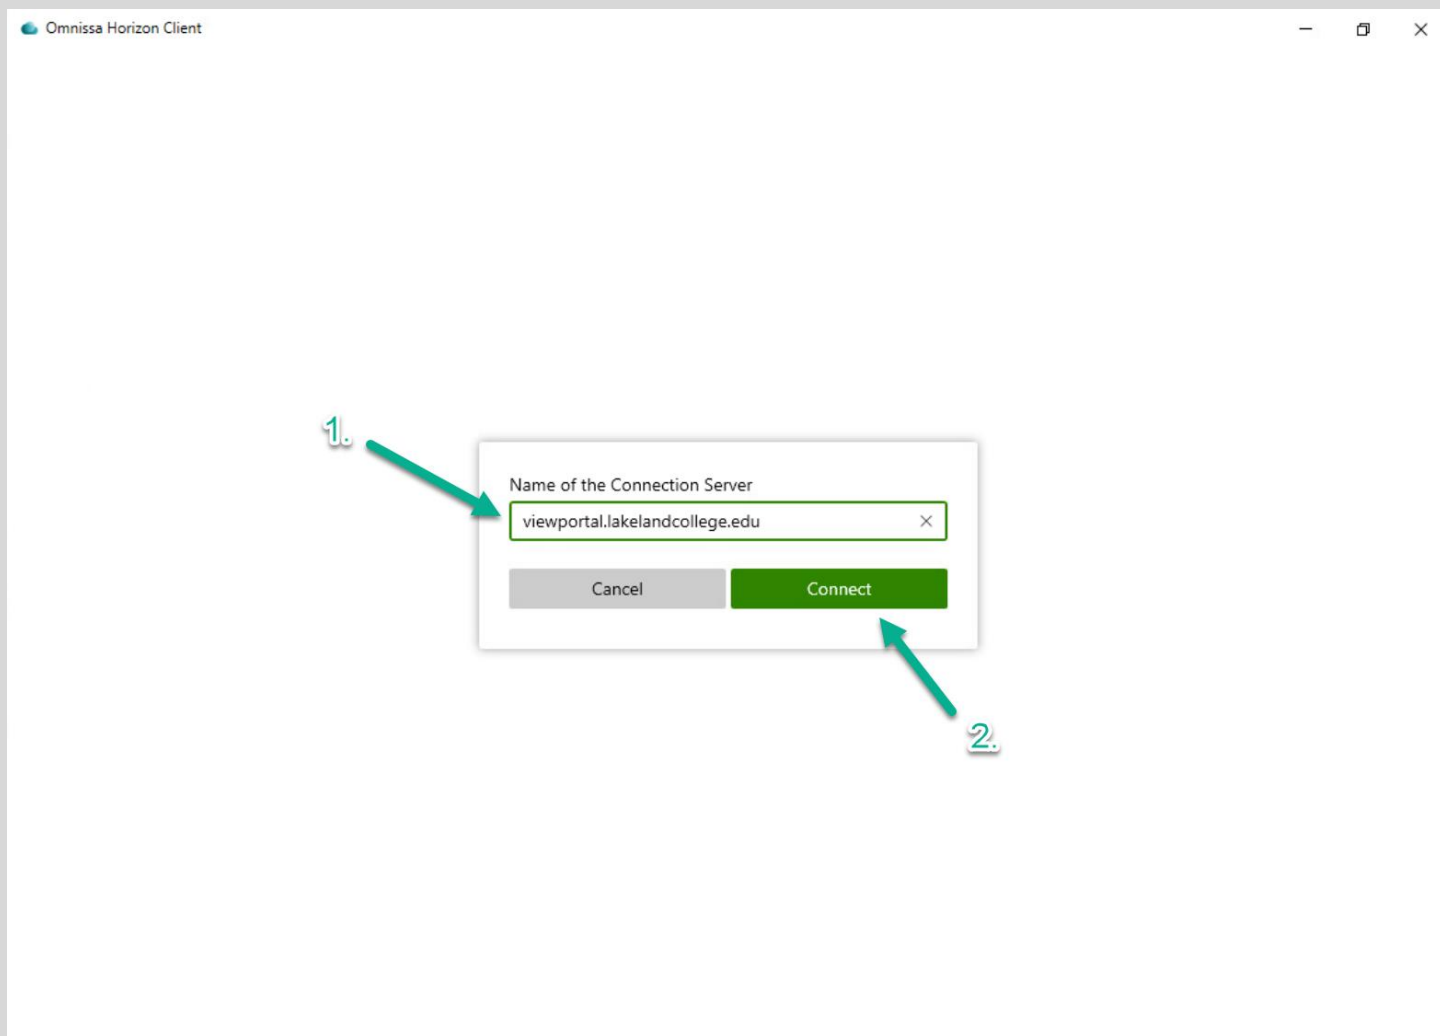 Omnissa Horizon Client
1.
Name of the Connection Server
viewportal.lakelandcollege.edu
Cancel
Connect
2.